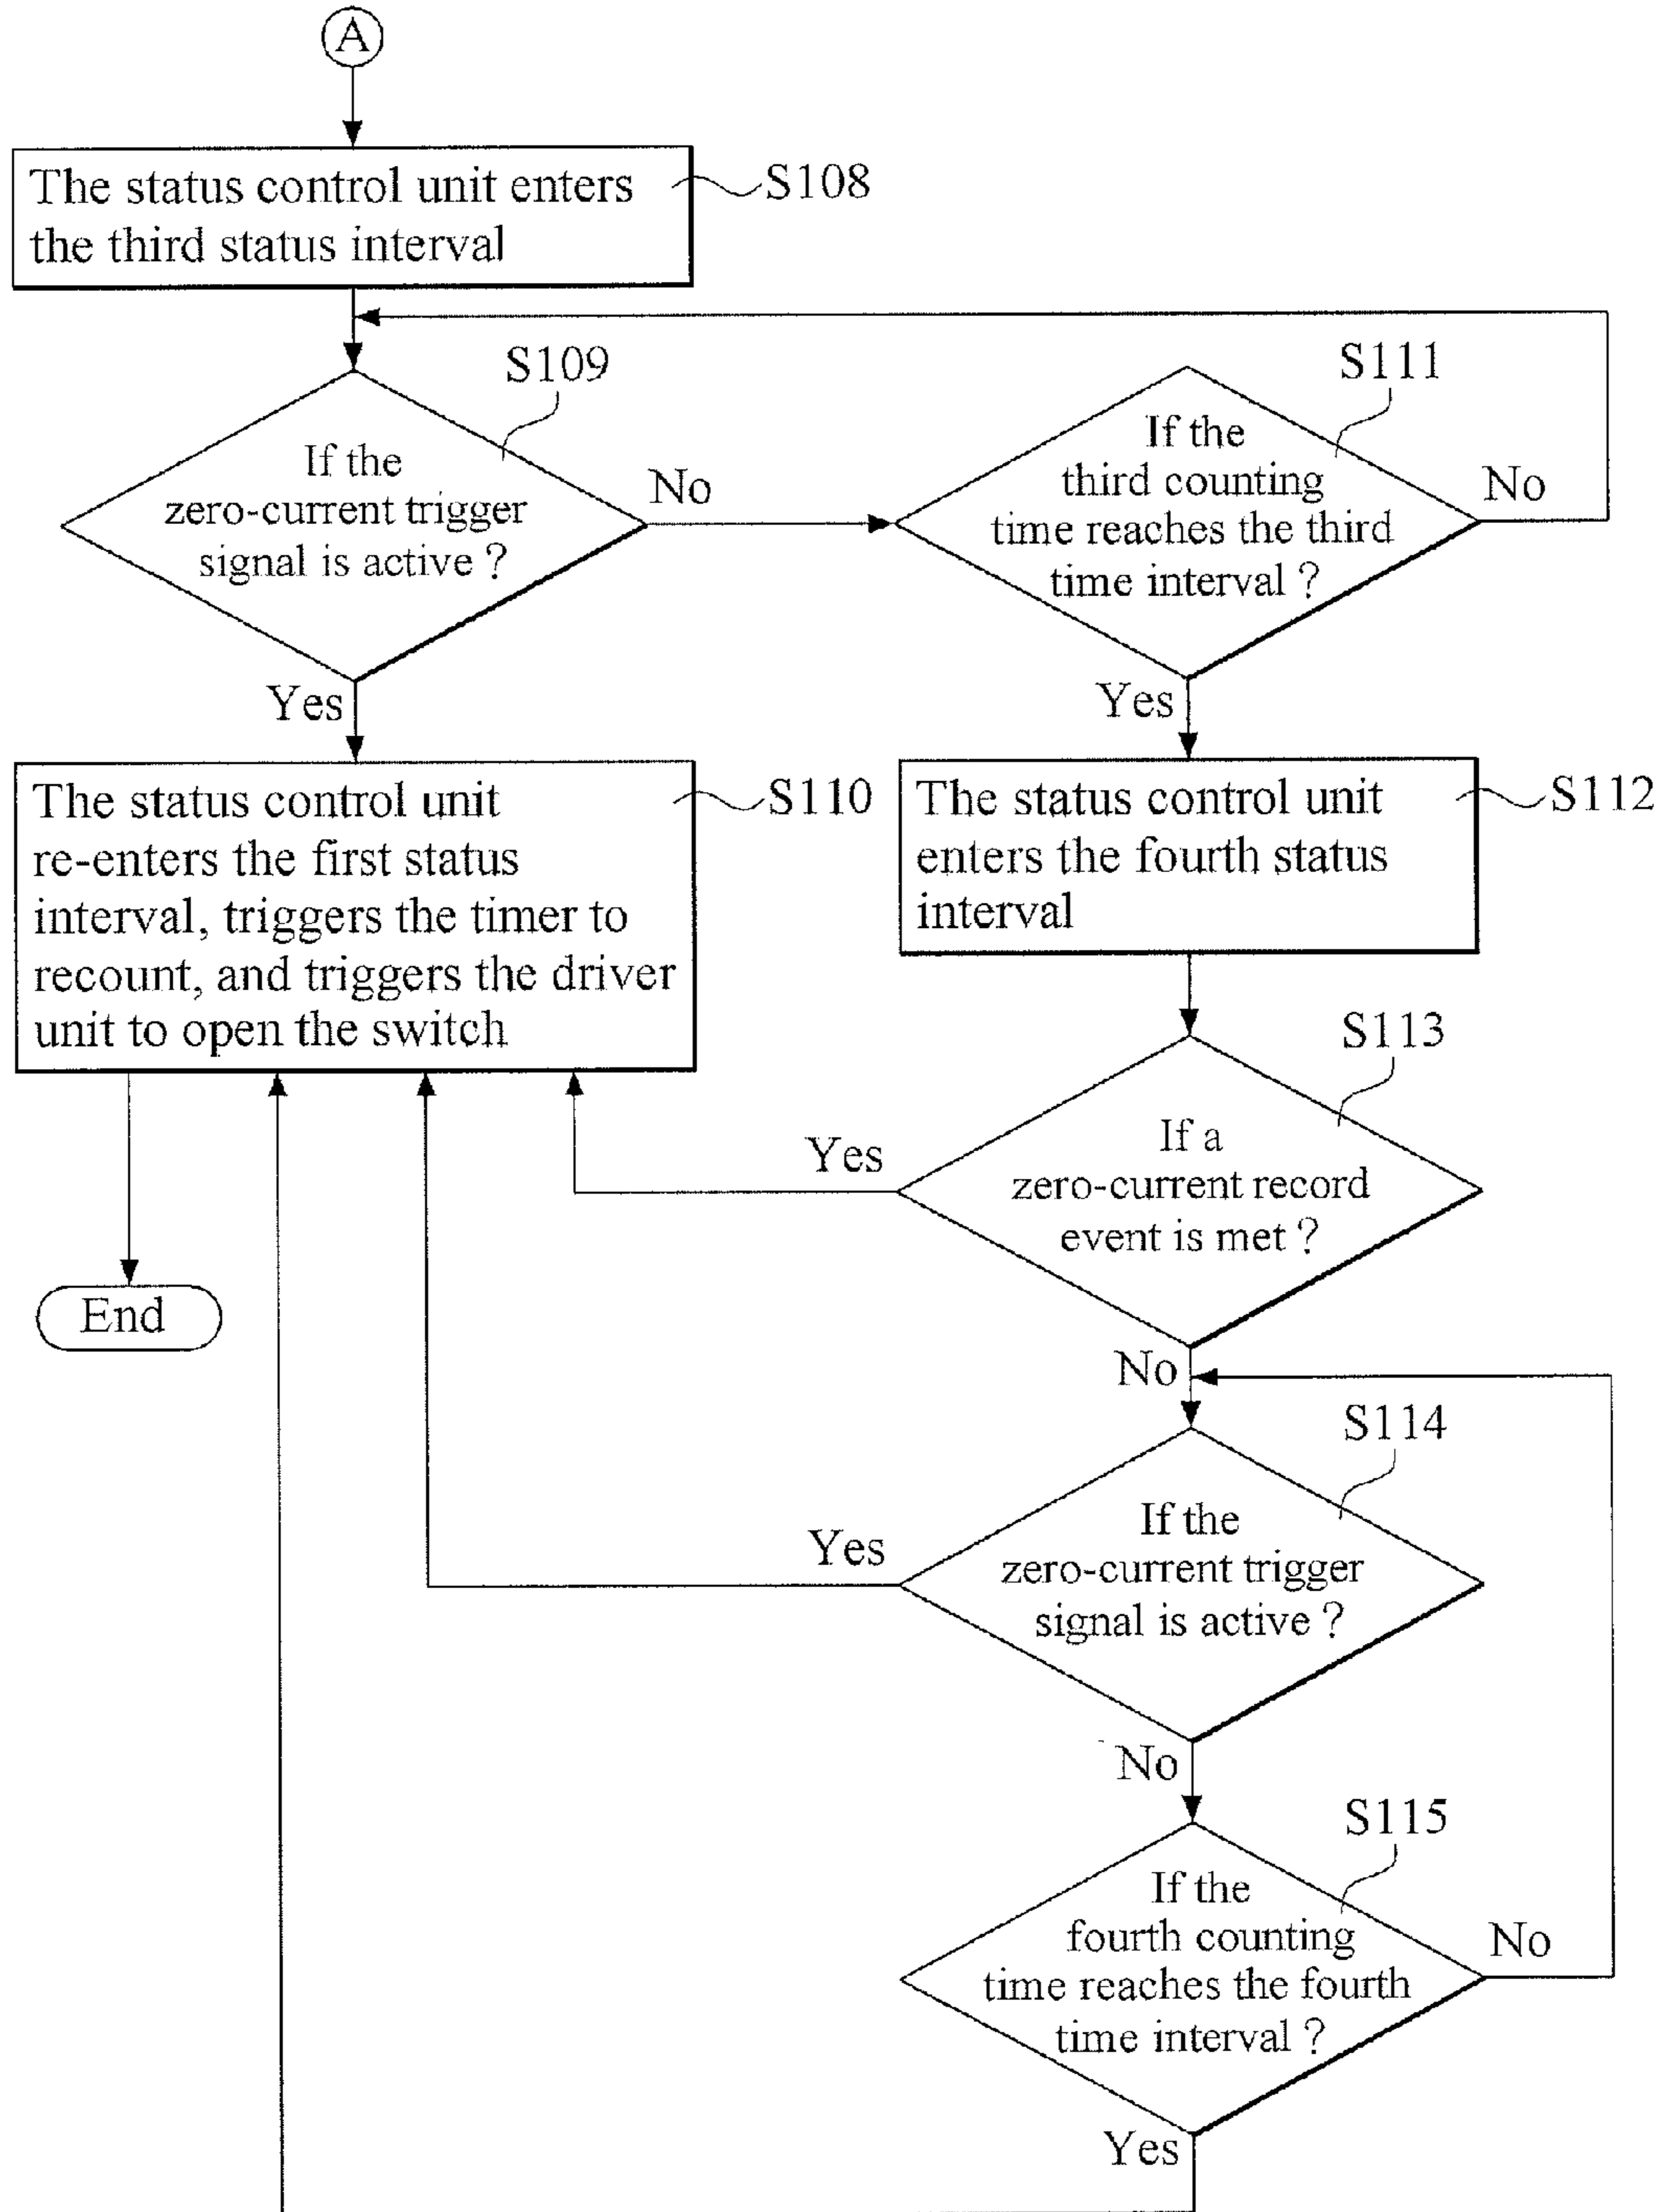 A
The status control unit enters
the third status interval
S108
S109
If the
zero-current trigger
signal is active ?
No
Yes
S111
If the
third counting
time reaches the third
time interval ?
No
Yes
The status control unit
re-enters the first status
interval, triggers the timer to
recount, and triggers the driver
unit to open the switch
S110
The status control unit
enters the fourth status
interval
S112
End
S113
If a
zero-current record
event is met ?
Yes
No
S114
If the
zero-current trigger
signal is active ?
Yes
No
S115
If the
fourth counting
time reaches the fourth
time interval ?
No
Yes